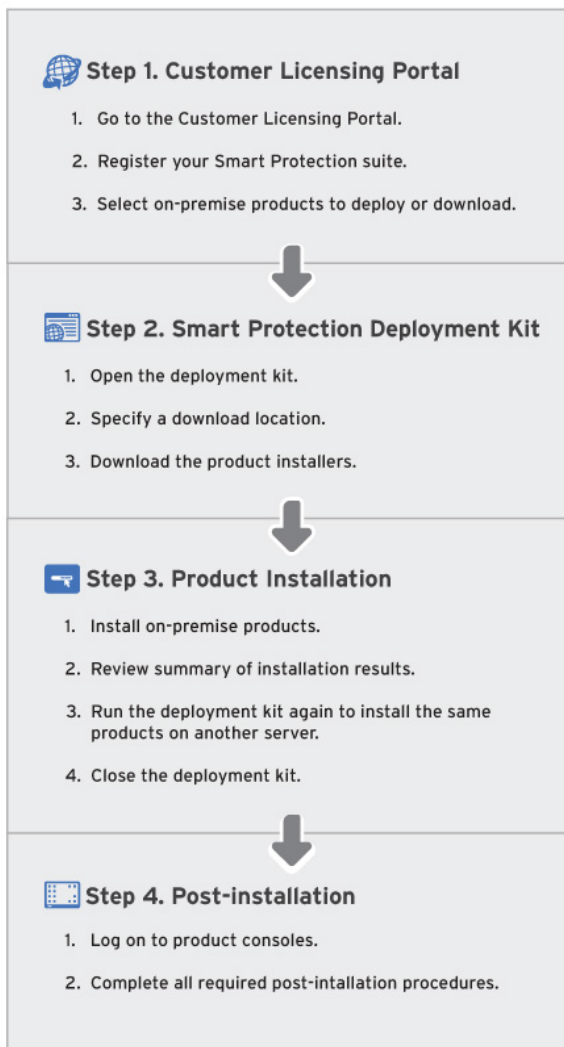 Step 1. Customer Licensing Portal
1. Go to the Customer Licensing Portal.
2. Register your Smart Protection suite.
3. Select on-premise products to deploy or download.
Step 2. Smart Protection Deployment Kit
1. Open the deployment kit.
2. Specify a download location.
3. Download the product installers.
Step 3. Product Installation
1. Install on-premise products.
2. Review summary of installation results.
3. Run the deployment kit again to install the same
products on another server.
4. Close the deployment kit.
Step 4. Post-installation
1. Log on to product consoles.
2. Complete all required post-intallation procedures.